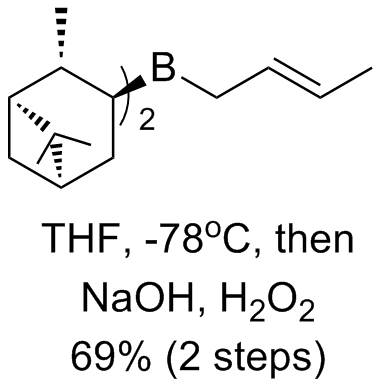 B
)2
THF, -78°C, then
NaOH, H₂O₂
69% (2 steps)